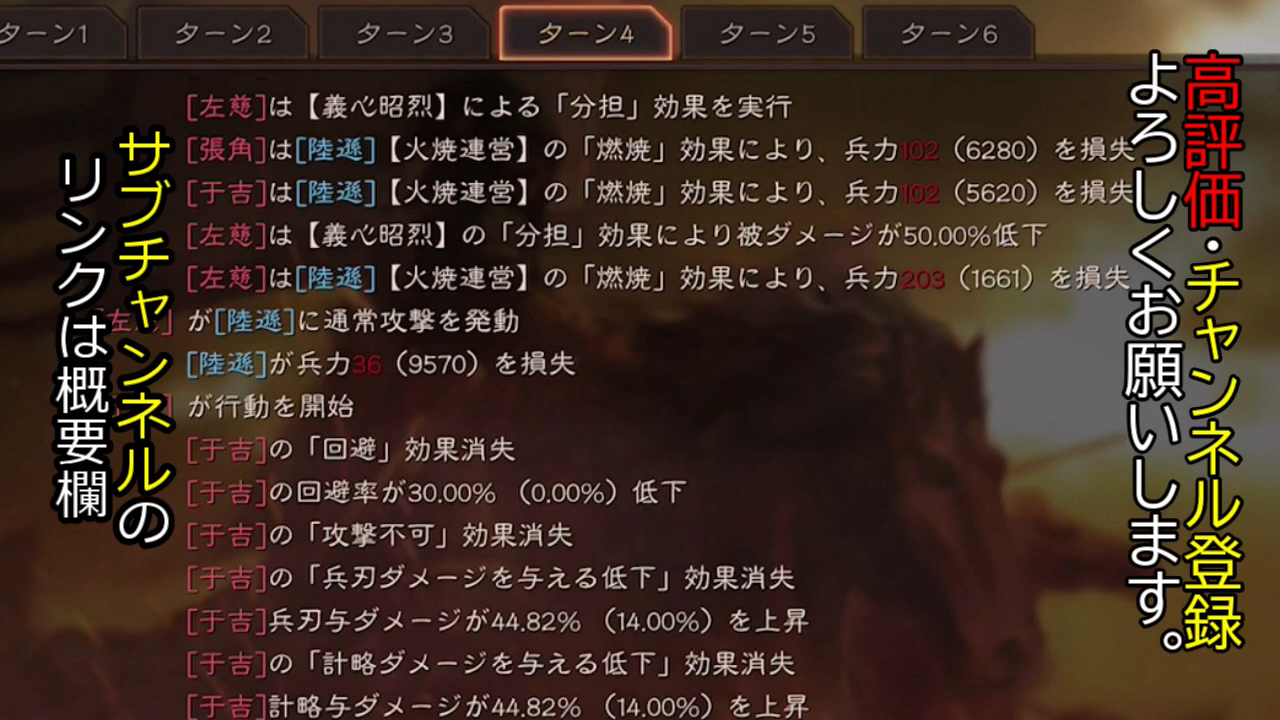 ターン1
ターン2
ターン3
ターン4
ターン5
ターン6
[左慈]は【義心昭烈】による「分担」効果を実行
[張角]は[陸遜]【火焼連営】の「燃焼」効果により、兵力102（6280）を損失
[于吉]は[陸遜]【火焼連営】の「燃焼」効果により、兵力102（5620）を損失
[左慈]は【義心昭烈】の「分担」効果により被ダメージが50.00%低下
[左慈]は[陸遜]【火焼連営】の「燃焼」効果により、兵力203（1661）を損失
[左慈]が[陸遜]に通常攻撃を発動
[陸遜]が兵力36（9570）を損失
]が行動を開始
[于吉]の「回避」効果消失
[于吉]の回避率が30.00%（0.00%）低下
[于吉]の「攻撃不可」効果消失
[于吉]の「兵刃ダメージを与える低下」効果消失
[于吉]兵刃与ダメージが44.82%（14.00%）を上昇
[于吉]の「計略ダメージを与える低下」効果消失
[于吉]計略与ダメージが44.82%（14.00%）を上昇
高評価・チャンネル登録
よろしくお願いします。
サブチャンネルの
リンクは概要欄